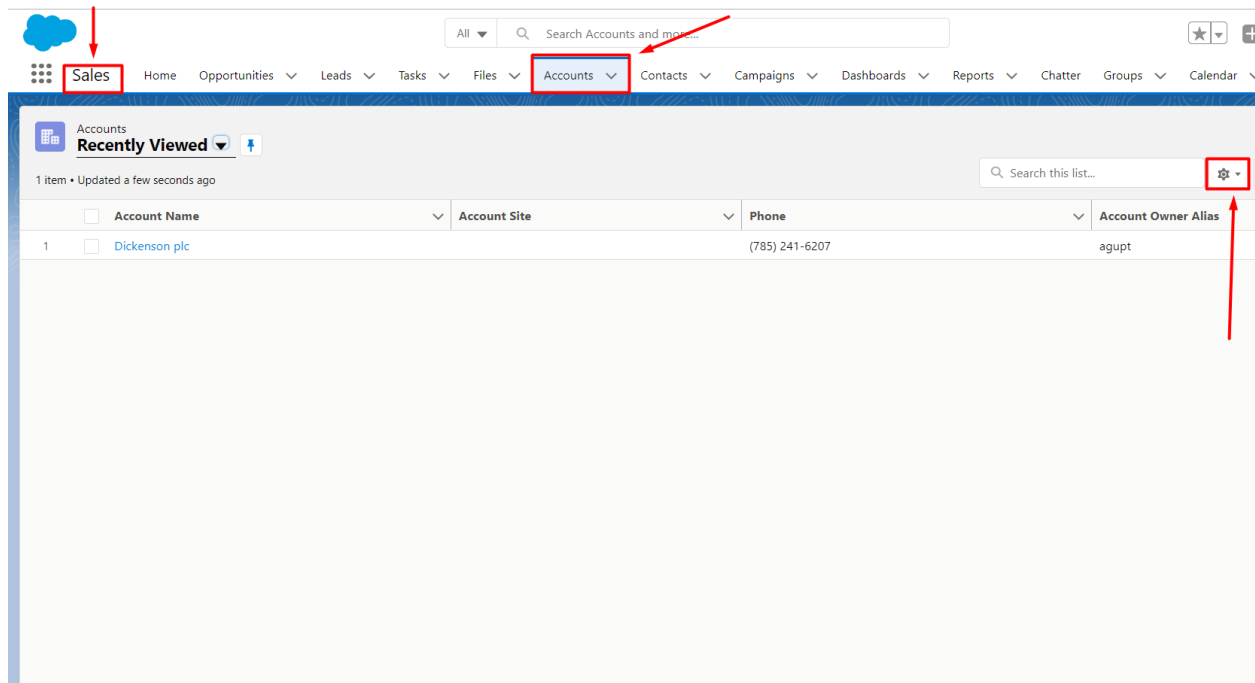 All Search Accounts and more...
Sales Home Opportunities Leads Tasks Files Accounts Contacts Campaigns Dashboards Reports Chatter Groups Calendar
Accounts
Recently Viewed
1 item • Updated a few seconds ago
Search this list...
Account Name Account Site Phone Account Owner Alias
1 Dickenson plc (785) 241-6207 agupt